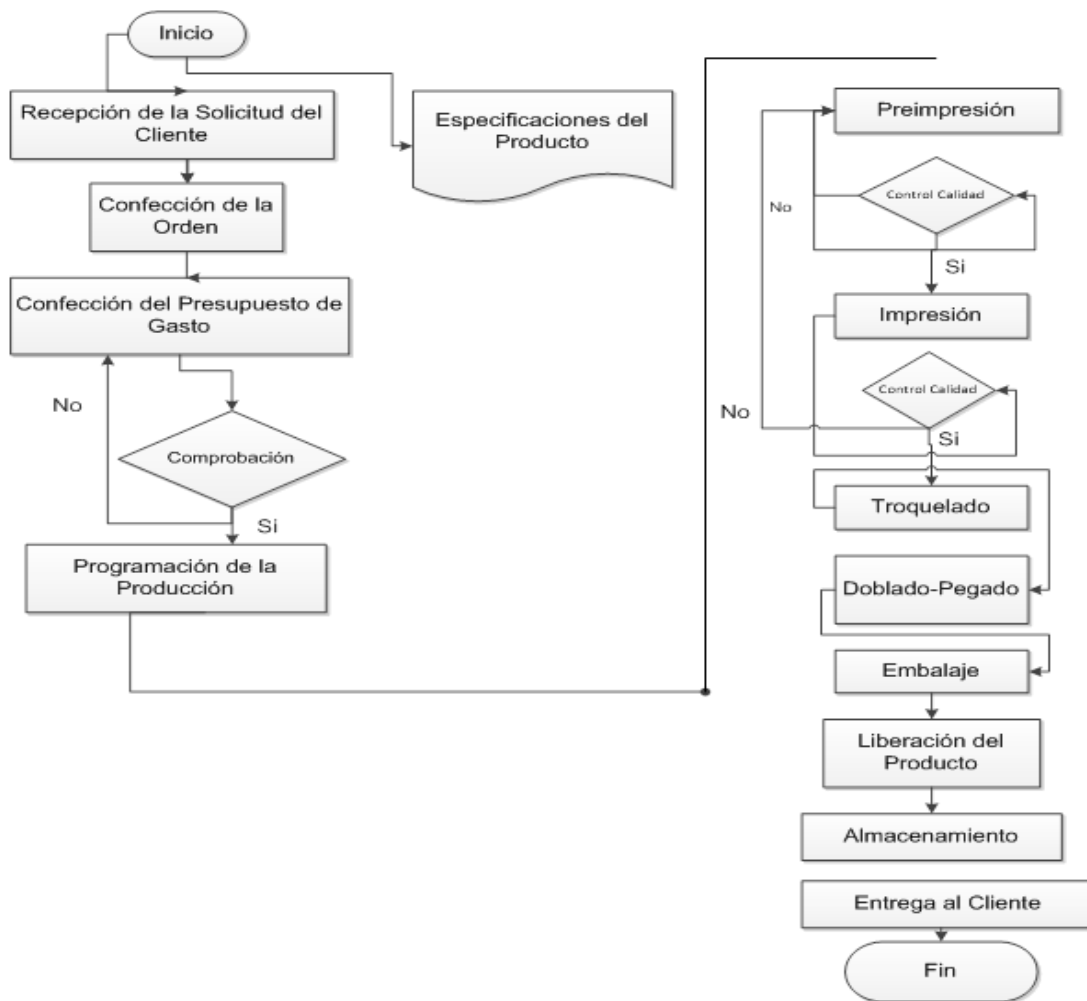 Inicio
Recepción de la Solicitud del
Cliente
Especificaciones del
Producto
Confección de la
Orden
Confección del Presupuesto de
Gasto
No
Comprobación
Si
Programación de la
Producción
Preimpresión
Control Calidad
No
Si
Impresión
Control Calidad
No
Si
Troquelado
Doblado-Pegado
Embalaje
Liberación del
Producto
Almacenamiento
Entrega al Cliente
Fin